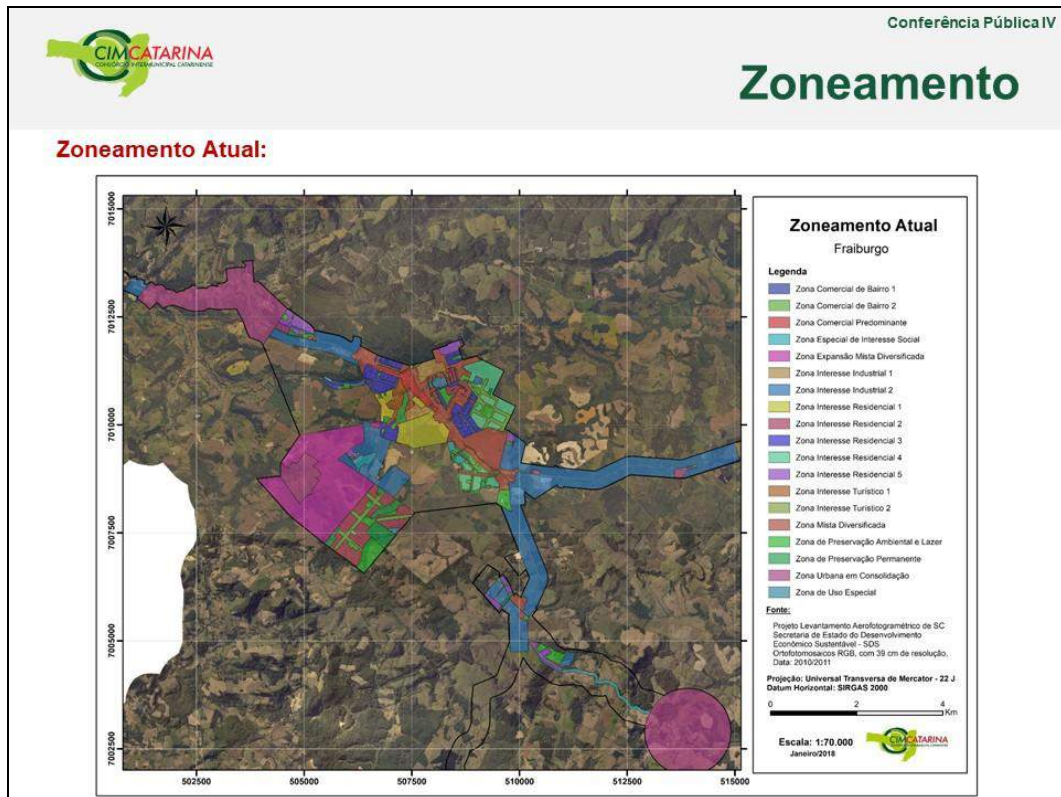 Conferência Pública IV
CIMCATARINA
CONSÓRCIO INTERMUNICIPAL CATARINENSE
Zoneamento
Zoneamento Atual:
Zoneamento Atual
Fraiburgo
Legenda
Zona Comercial de Bairro 1
Zona Comercial de Bairro 2
Zona Comercial Predominante
Zona Especial de Interesse Social
Zona Expansão Mista Diversificada
Zona Interesse Industrial 1
Zona Interesse Industrial 2
Zona Interesse Residencial 1
Zona Interesse Residencial 2
Zona Interesse Residencial 3
Zona Interesse Residencial 4
Zona Interesse Residencial 5
Zona Interesse Turístico 1
Zona Interesse Turístico 2
Zona Mista Diversificada
Zona de Preservação Ambiental e Lazer
Zona de Preservação Permanente
Zona Urbana em Consolidação
Zona de Uso Especial
Fonte:
Projeto Levantamento Aerofotogramétrico de SC
Secretaria de Estado do Desenvolvimento
Econômico Sustentável - SDS
Ortofotomosaicos RGB, com 39 cm de resolução.
Data: 2010/2011
Projeção: Universal Transversa de Mercator - 22 J
Datum Horizontal: SIRGAS 2000
0 2 4
Km
Escala: 1:70.000
Janeiro/2018
CIMCATARINA
7015000
7012500
7010000
7007500
7005000
7002500
502500 505000 507500 510000 512500 515000